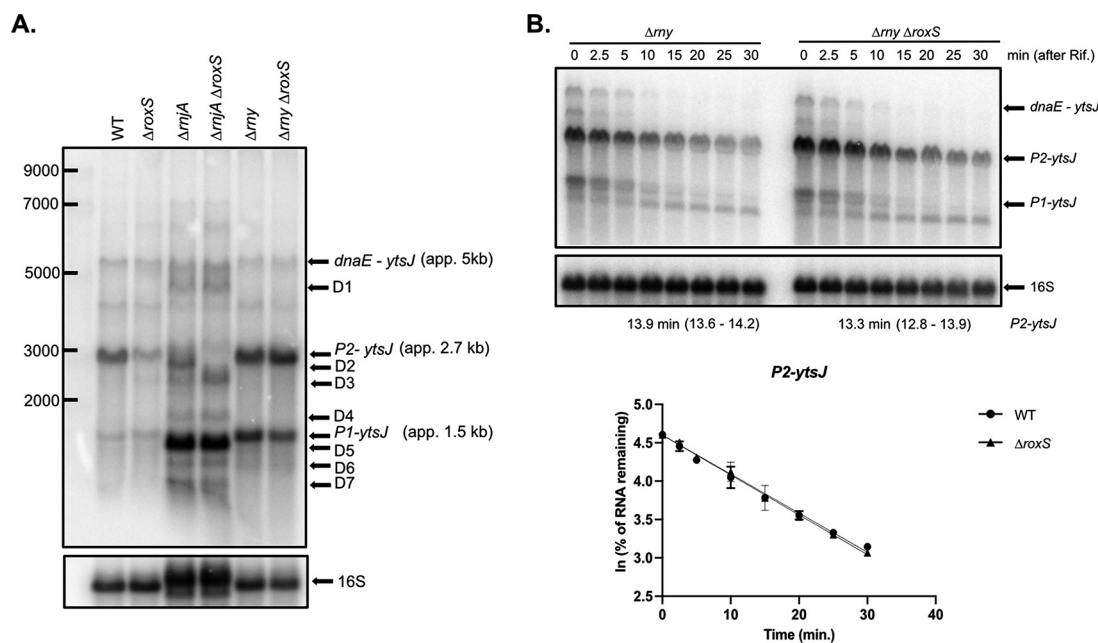 A.
WT
ΔroxS
ΔrnjA
ΔrnjA ΔroxS
Δrny
Δrny ΔroxS
9000
7000
5000
3000
2000
dnaE - ytsJ (app. 5kb)
D1
P2- ytsJ (app. 2.7 kb)
D2
D3
D4
P1-ytsJ (app. 1.5 kb)
D5
D6
D7
16S
B.
Δrny
Δrny ΔroxS
0 2.5 5 10 15 20 25 30 0 2.5 5 10 15 20 25 30 min (after Rif.)
dnaE - ytsJ
P2-ytsJ
P1-ytsJ
16S
13.9 min (13.6 - 14.2) 13.3 min (12.8 - 13.9) P2-ytsJ
P2-ytsJ
ln (% of RNA remaining)
5.0
4.5
4.0
3.5
3.0
2.5
0 10 20 30 40
Time (min.)
WT
ΔroxS